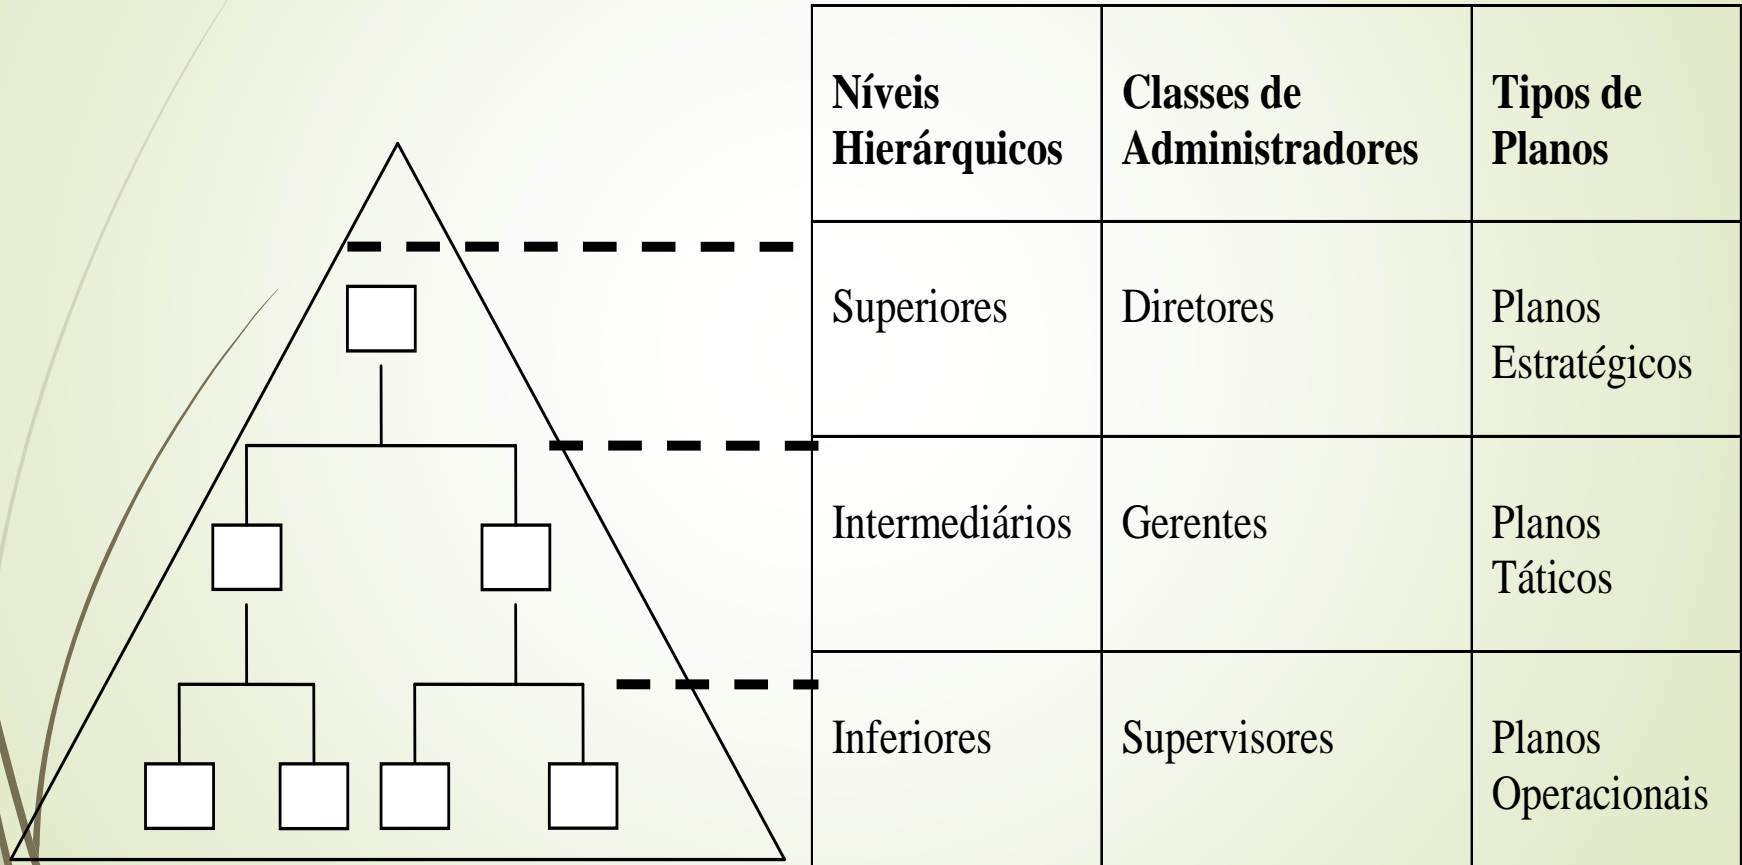 Níveis
Hierárquicos
Classes de
Administradores
Tipos de
Planos
Superiores
Diretores
Planos
Estratégicos
Intermediários
Gerentes
Planos
Táticos
Inferiores
Supervisores
Planos
Operacionais